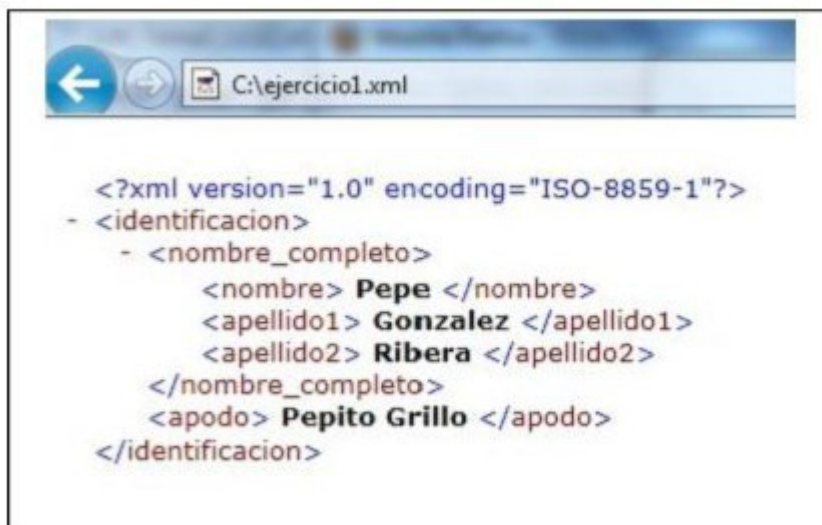 C:\ejercicio1.xml
<?xml version="1.0" encoding="ISO-8859-1"?>
- <identificacion>
- <nombre_completo>
<nombre> Pepe </nombre>
<apellido1> Gonzalez </apellido1>
<apellido2> Ribera </apellido2>
</nombre_completo>
<apodo> Pepito Grillo </apodo>
</identificacion>